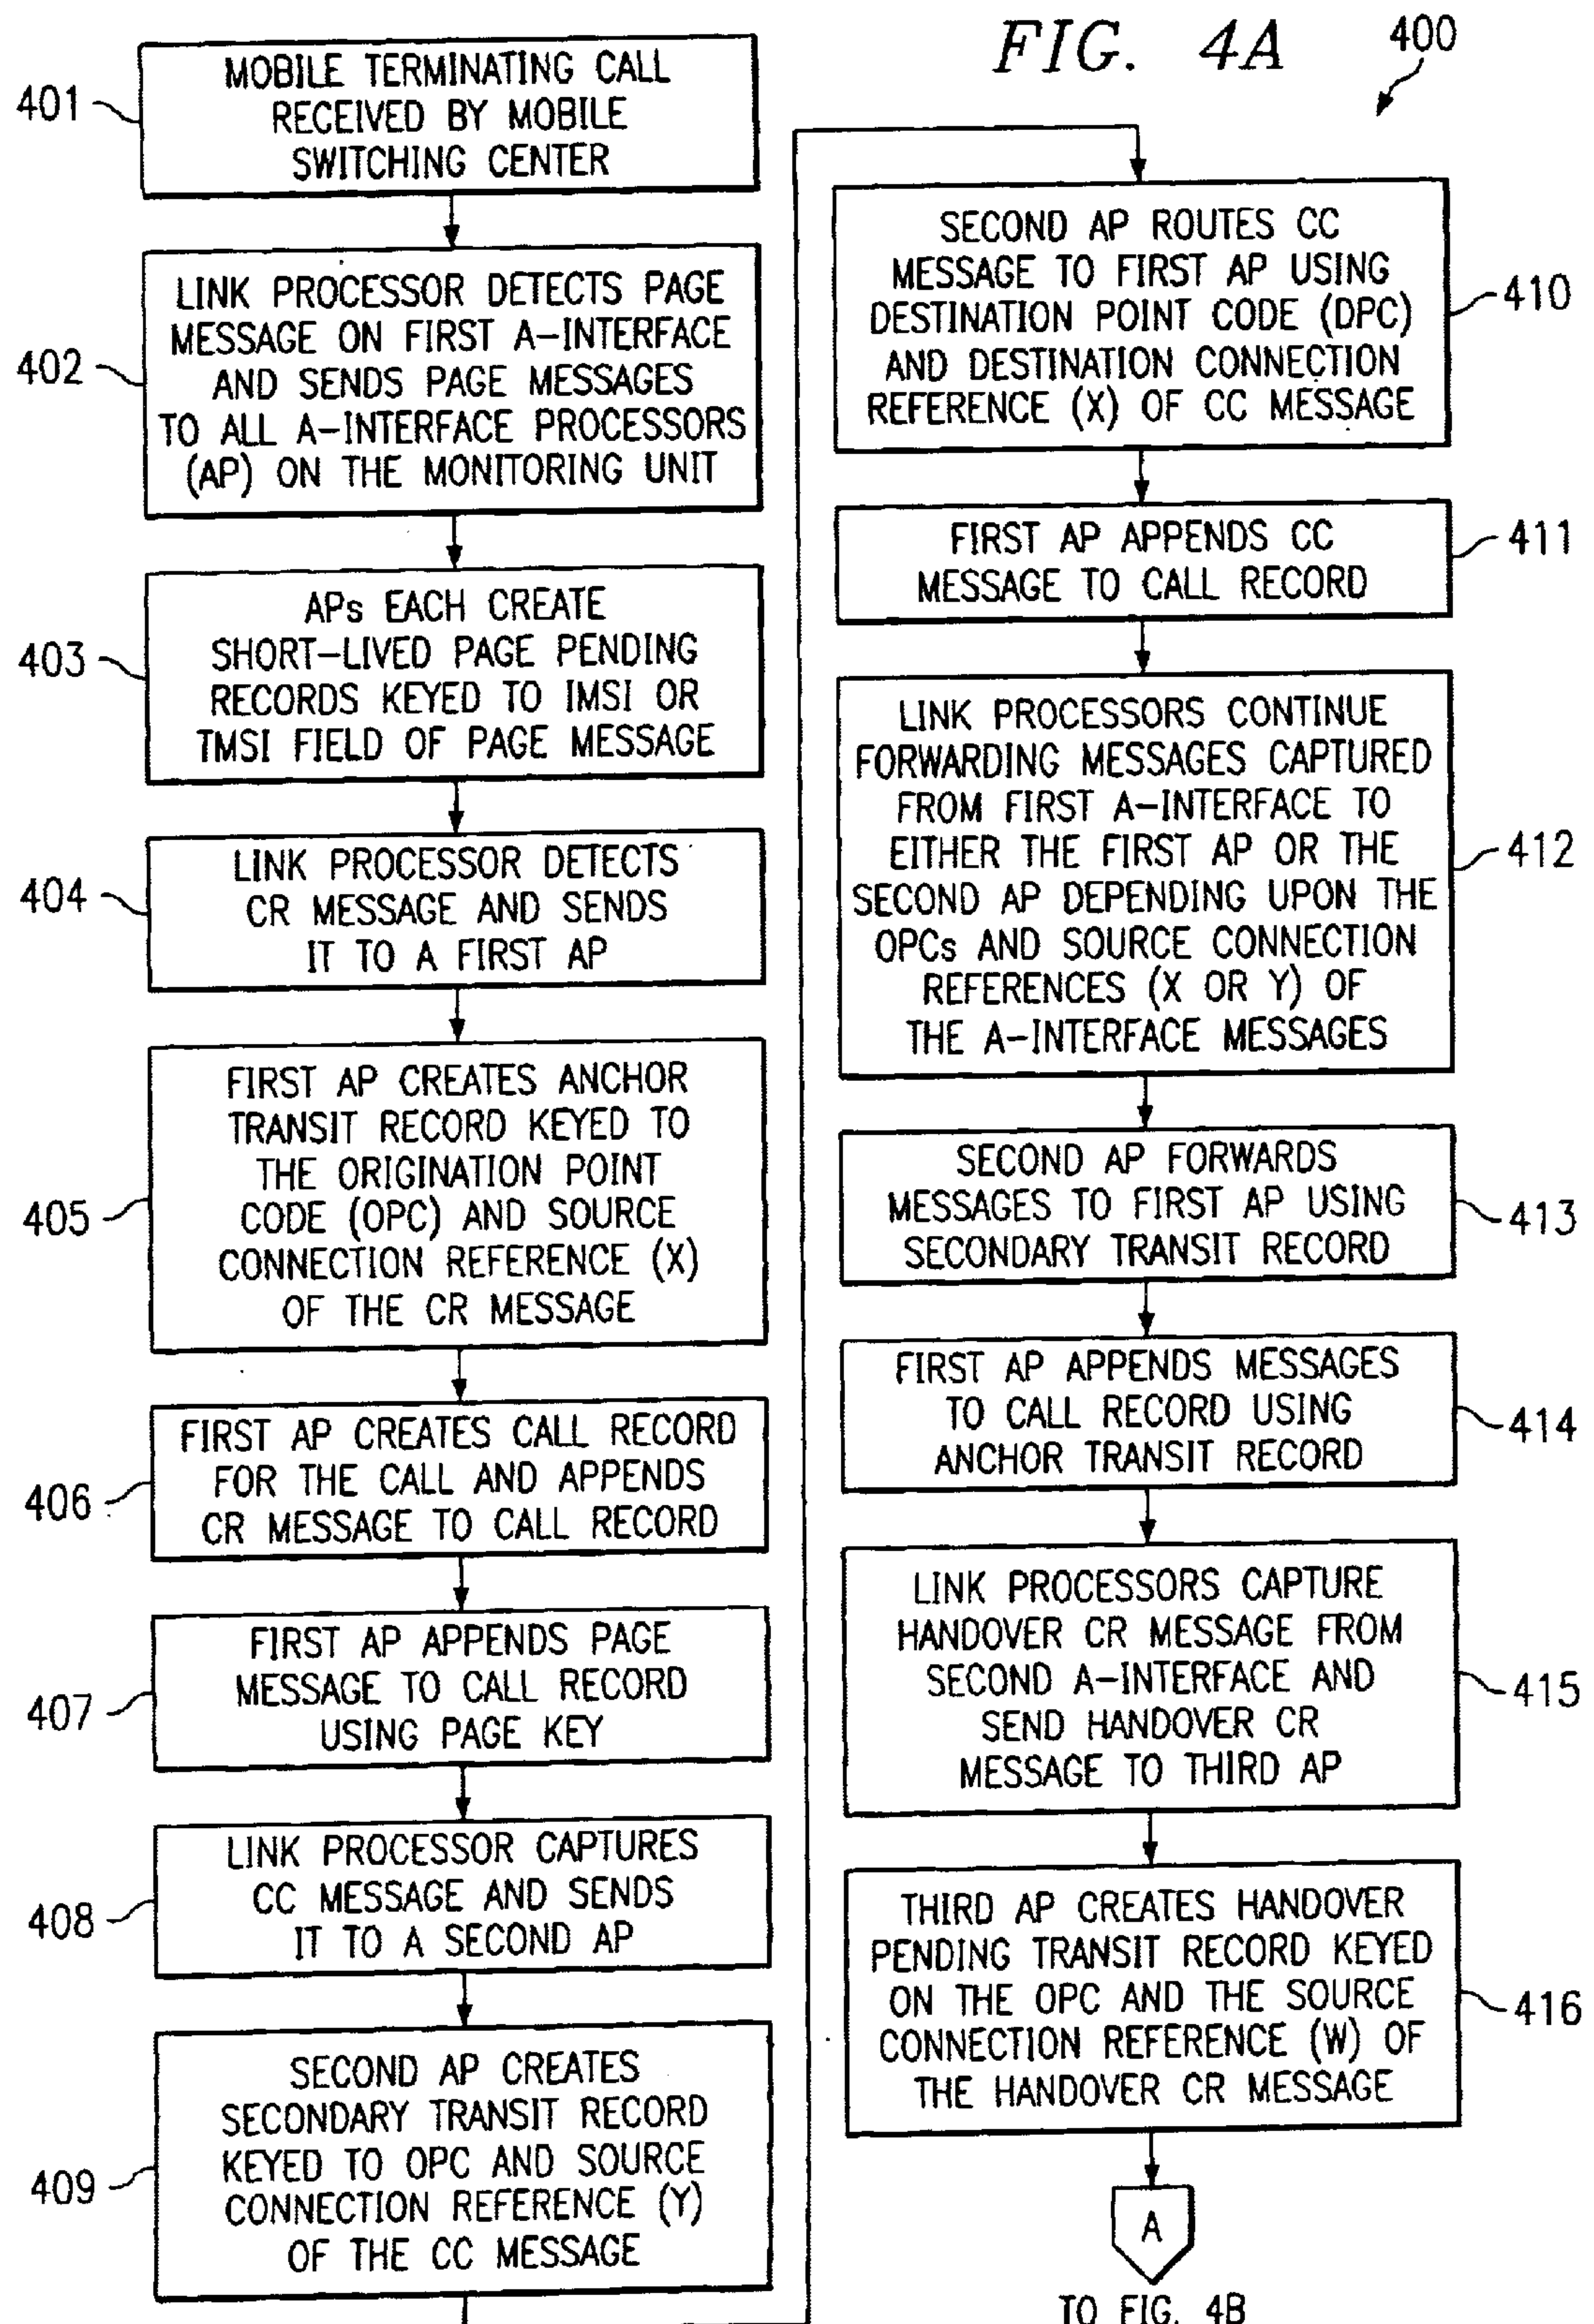 FIG. 4A
400
401
MOBILE TERMINATING CALL
RECEIVED BY MOBILE
SWITCHING CENTER
402
LINK PROCESSOR DETECTS PAGE
MESSAGE ON FIRST A-INTERFACE
AND SENDS PAGE MESSAGES
TO ALL A-INTERFACE PROCESSORS
(AP) ON THE MONITORING UNIT
403
APs EACH CREATE
SHORT-LIVED PAGE PENDING
RECORDS KEYED TO IMSI OR
TMSI FIELD OF PAGE MESSAGE
404
LINK PROCESSOR DETECTS
CR MESSAGE AND SENDS
IT TO A FIRST AP
405
FIRST AP CREATES ANCHOR
TRANSIT RECORD KEYED TO
THE ORIGINATION POINT
CODE (OPC) AND SOURCE
CONNECTION REFERENCE (X)
OF THE CR MESSAGE
406
FIRST AP CREATES CALL RECORD
FOR THE CALL AND APPENDS
CR MESSAGE TO CALL RECORD
407
FIRST AP APPENDS PAGE
MESSAGE TO CALL RECORD
USING PAGE KEY
408
LINK PROCESSOR CAPTURES
CC MESSAGE AND SENDS
IT TO A SECOND AP
409
SECOND AP CREATES
SECONDARY TRANSIT RECORD
KEYED TO OPC AND SOURCE
CONNECTION REFERENCE (Y)
OF THE CC MESSAGE
SECOND AP ROUTES CC
MESSAGE TO FIRST AP USING
DESTINATION POINT CODE (DPC)
AND DESTINATION CONNECTION
REFERENCE (X) OF CC MESSAGE
410
FIRST AP APPENDS CC
MESSAGE TO CALL RECORD
411
LINK PROCESSORS CONTINUE
FORWARDING MESSAGES CAPTURED
FROM FIRST A-INTERFACE TO
EITHER THE FIRST AP OR THE
SECOND AP DEPENDING UPON THE
OPCs AND SOURCE CONNECTION
REFERENCES (X OR Y) OF
THE A-INTERFACE MESSAGES
412
SECOND AP FORWARDS
MESSAGES TO FIRST AP USING
SECONDARY TRANSIT RECORD
413
FIRST AP APPENDS MESSAGES
TO CALL RECORD USING
ANCHOR TRANSIT RECORD
414
LINK PROCESSORS CAPTURE
HANDOVER CR MESSAGE FROM
SECOND A-INTERFACE AND
SEND HANDOVER CR
MESSAGE TO THIRD AP
415
THIRD AP CREATES HANDOVER
PENDING TRANSIT RECORD KEYED
ON THE OPC AND THE SOURCE
CONNECTION REFERENCE (W) OF
THE HANDOVER CR MESSAGE
416
A
TO FIG. 4B